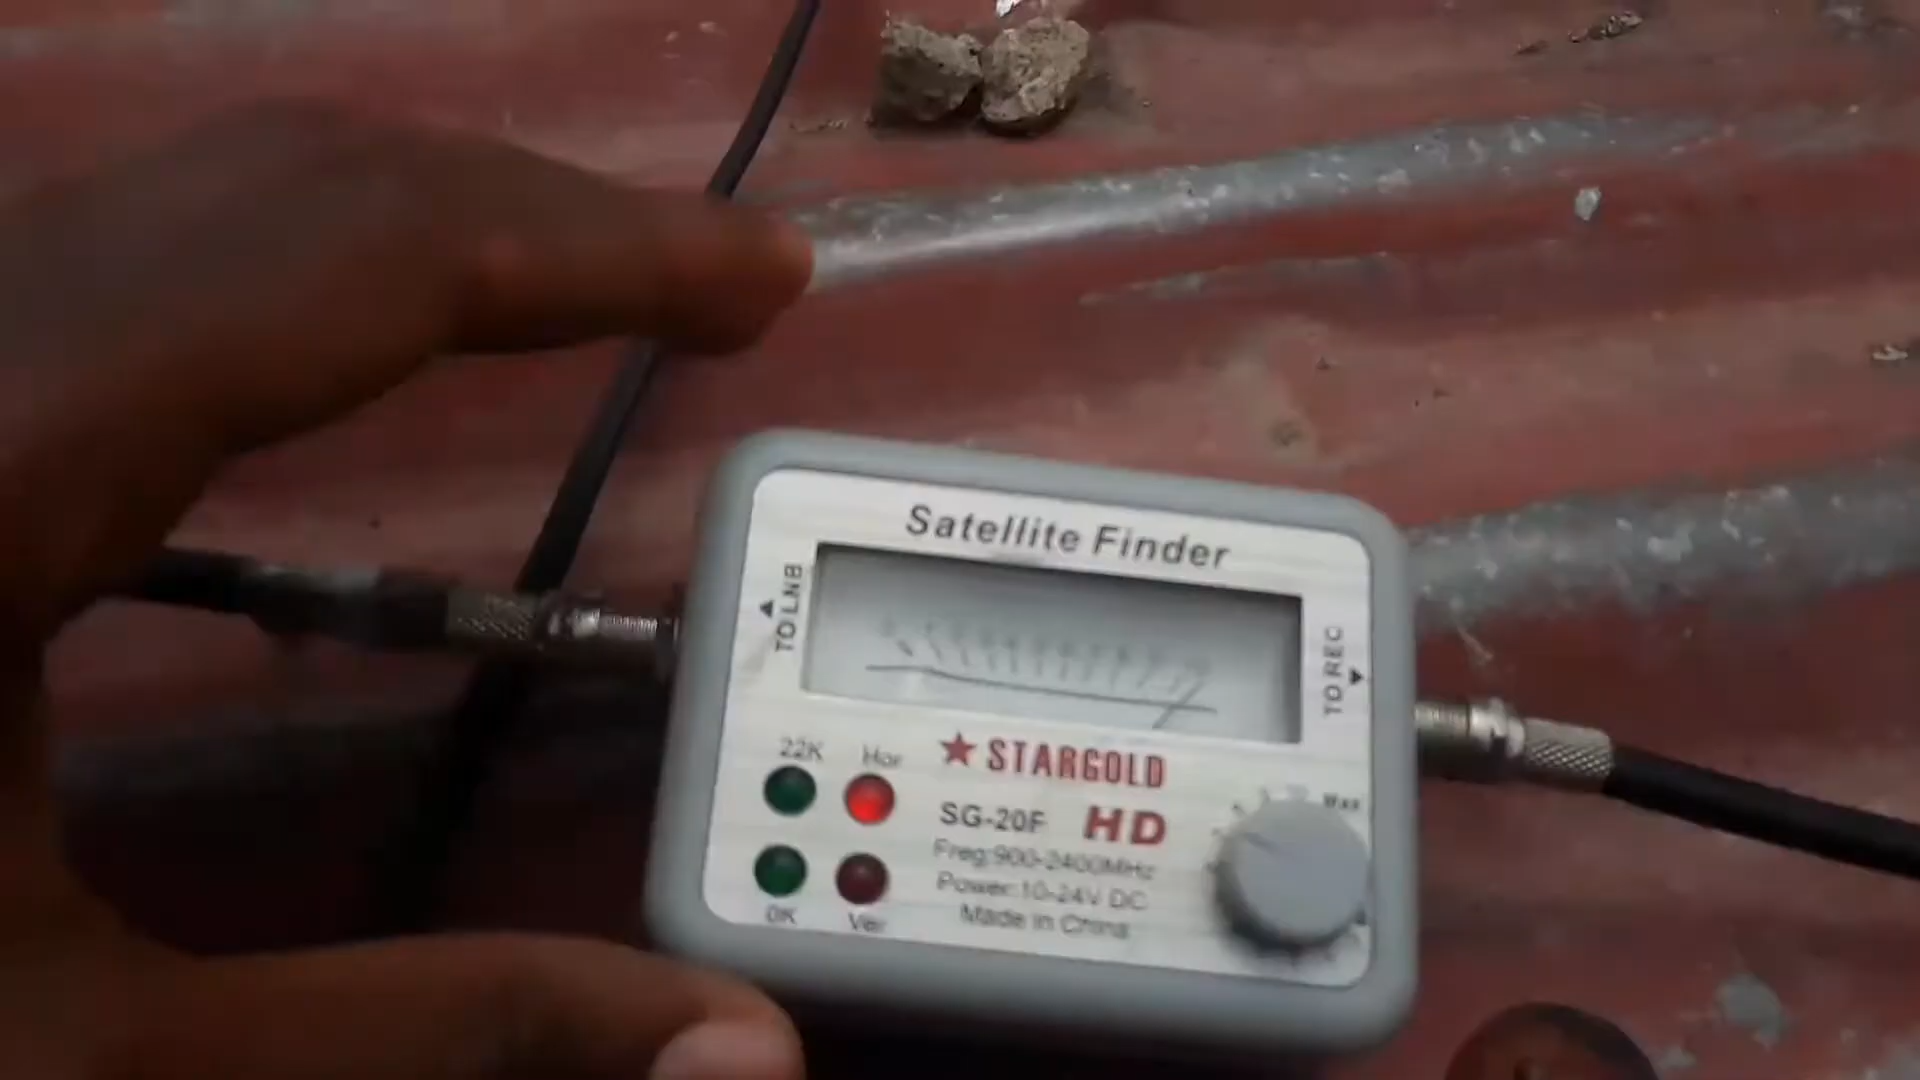 Satellite Finder
TO LNB
TO REC
22K
Hor
STARGOLD
SG-20F HD
Freq:900-2400MHz
Power:10-24V DC
Made in China
0K
Ver
Max